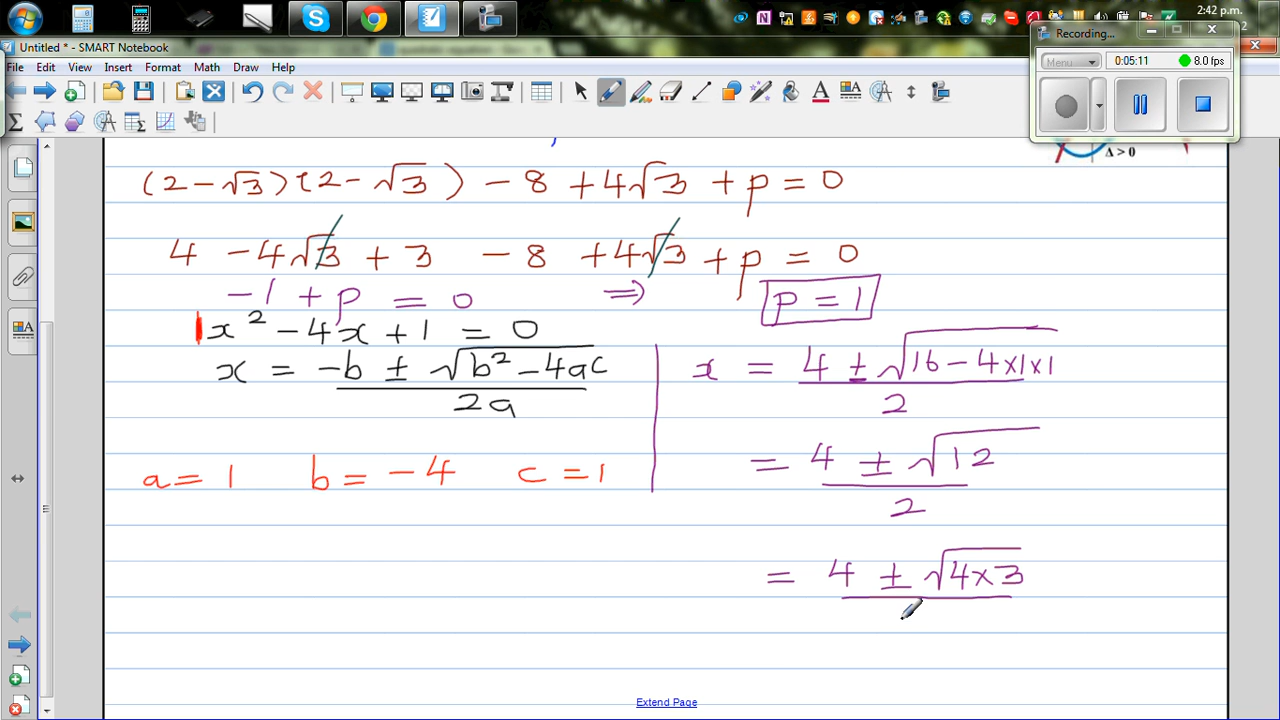 2:42 p.m.
Untitled * - SMART Notebook
Recording...
File Edit View Insert Format Math Draw Help
Menu
0:05:11
8.0 fps
Δ > 0
(2 - √3)(2 - √3) - 8 + 4√3 + p = 0
4 - 4√3 + 3 - 8 + 4√3 + p = 0
-1 + p = 0 ⇒ p = 1
1x² - 4x + 1 = 0
x = -b ± √b² - 4ac
2a
a = 1 b = -4 c = 1
x = 4 ± √16 - 4×1×1
2
= 4 ± √12
2
= 4 ± √4×3
Extend Page